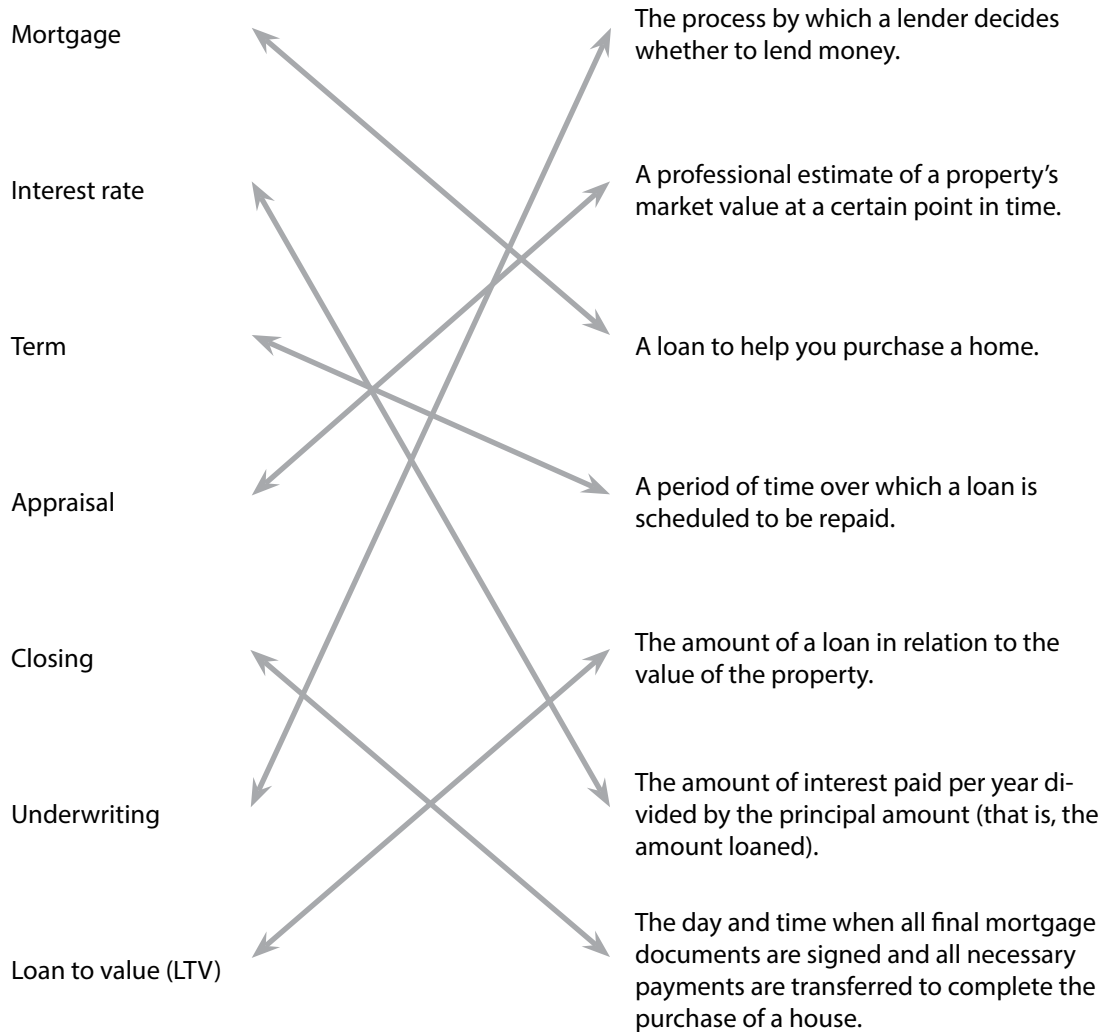 Mortgage
The process by which a lender decides
whether to lend money.
Interest rate
A professional estimate of a property’s
market value at a certain point in time.
Term
A loan to help you purchase a home.
Appraisal
A period of time over which a loan is
scheduled to be repaid.
Closing
The amount of a loan in relation to the
value of the property.
Underwriting
The amount of interest paid per year di-
vided by the principal amount (that is, the
amount loaned).
Loan to value (LTV)
The day and time when all final mortgage
documents are signed and all necessary
payments are transferred to complete the
purchase of a house.